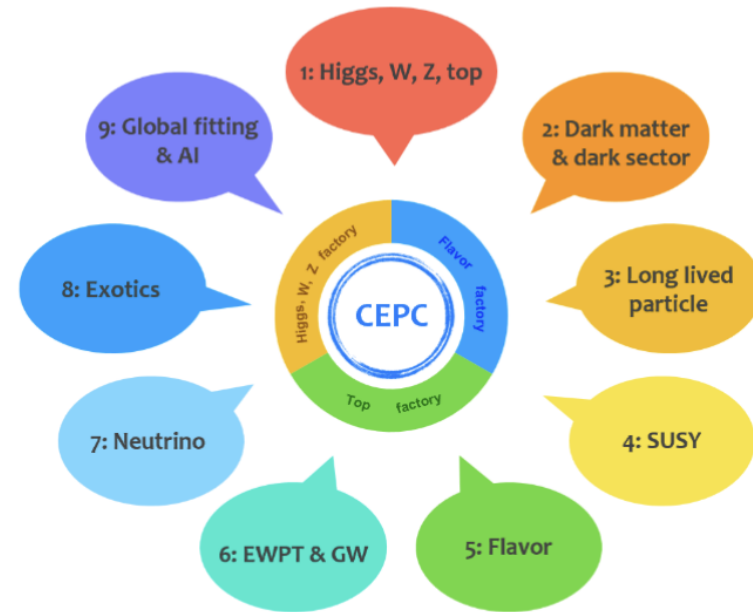 1: Higgs, W, Z, top
2: Dark matter
& dark sector
3: Long lived
particle
4: SUSY
5: Flavor
6: EWPT & GW
7: Neutrino
8: Exotics
9: Global fitting
& AI
Higgs, W, Z factory
Flavor factory
Top factory
CEPC